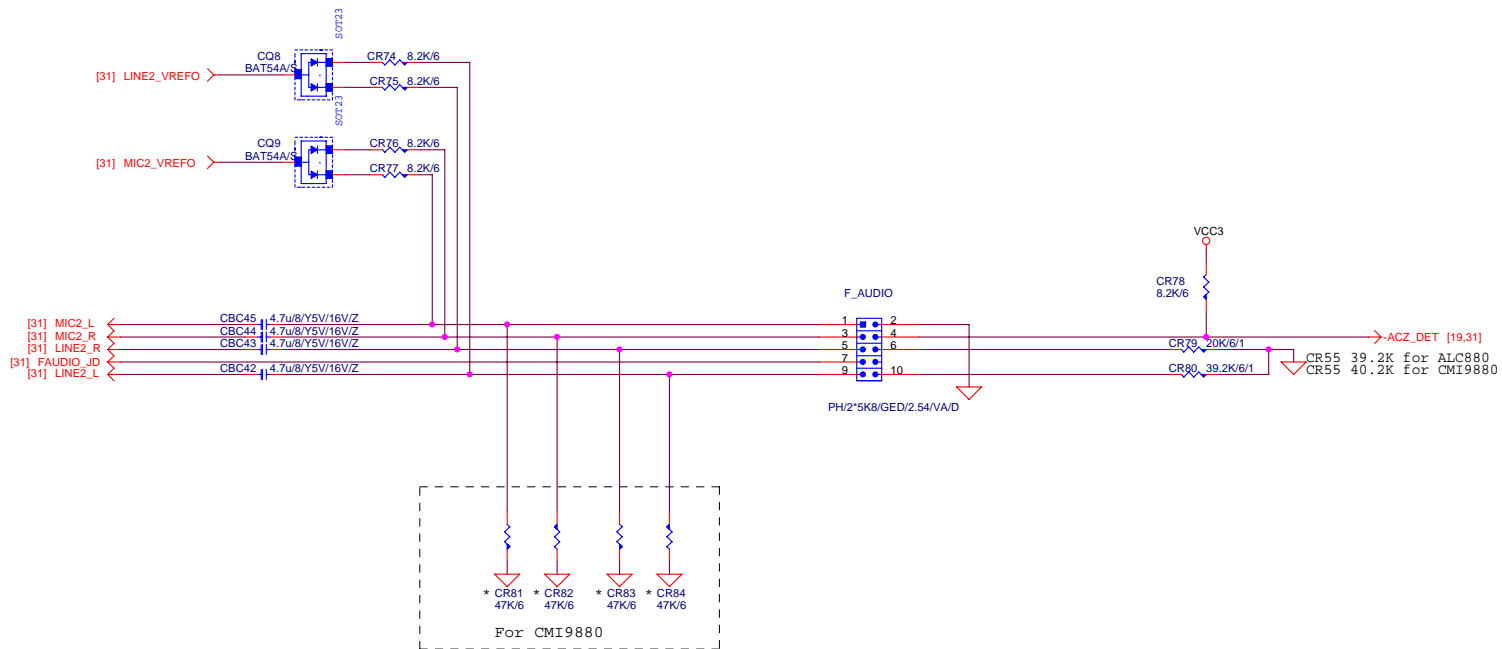 SOT23
CQ8
BAT54A/S
[31] LINE2_VREFO
CR74 8.2K/6
CR75 8.2K/6
SOT23
CQ9
BAT54A/S
[31] MIC2_VREFO
CR76 8.2K/6
CR77 8.2K/6
VCC3
CR78
8.2K/6
F_AUDIO
[31] MIC2_L
CBC45 4.7u/8/Y5V/16V/Z
1 2
[31] MIC2_R
CBC44 4.7u/8/Y5V/16V/Z
3 4
-ACZ_DET [19,31]
[31] LINE2_R
CBC43 4.7u/8/Y5V/16V/Z
5 6
CR79 20K/6/1
[31] FAUDIO_JD
7
CR55 39.2K for ALC880
[31] LINE2_L
CBC42 4.7u/8/Y5V/16V/Z
9 10
CR80 39.2K/6/1
CR55 40.2K for CMI9880
PH/2*5K8/GED/2.54/VA/D
* CR81
47K/6
* CR82
47K/6
* CR83
47K/6
* CR84
47K/6
For CMI9880